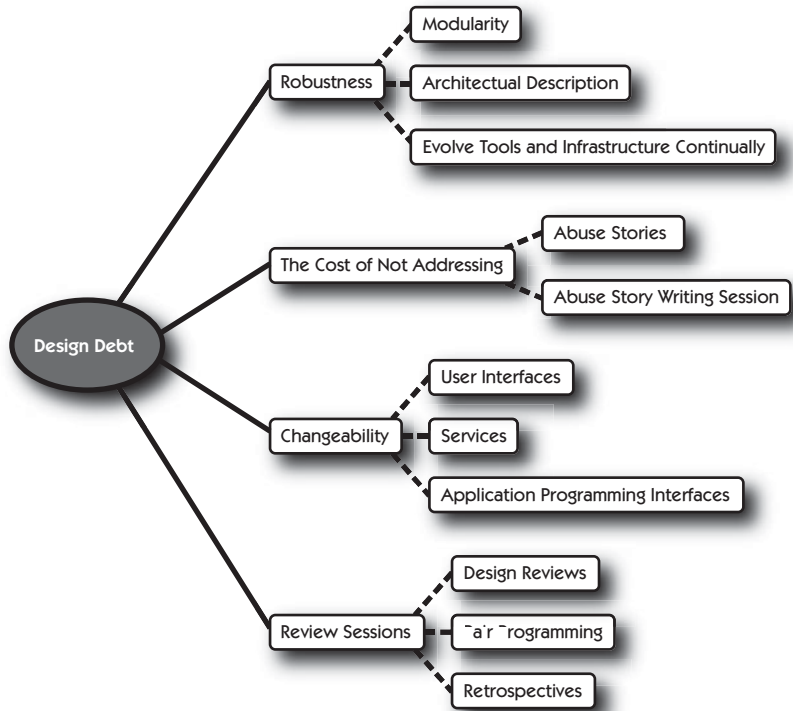 Modularity
Robustness
Architectual Description
Evolve Tools and Infrastructure Continually
Abuse Stories
The Cost of Not Addressing
Abuse Story Writing Session
Design Debt
User Interfaces
Changeability
Services
Application Programming Interfaces
Design Reviews
Review Sessions
Pair Programming
Retrospectives